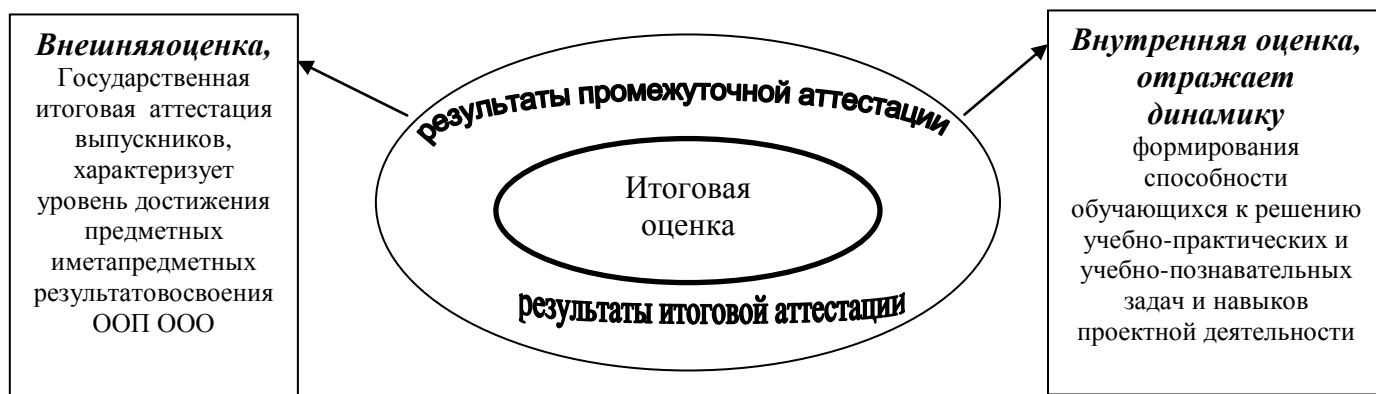 Внешняяоценка,
Государственная
итоговая аттестация
выпускников,
характеризует
уровень достижения
предметных
иметапредметных
результатовосвоения
ООП ООО
результаты промежуточной аттестации
Итоговая
оценка
результаты итоговой аттестации
Внутренняя оценка,
отражает
динамику
формирования
способности
обучающихся к решению
учебно-практических и
учебно-познавательных
задач и навыков
проектной деятельности